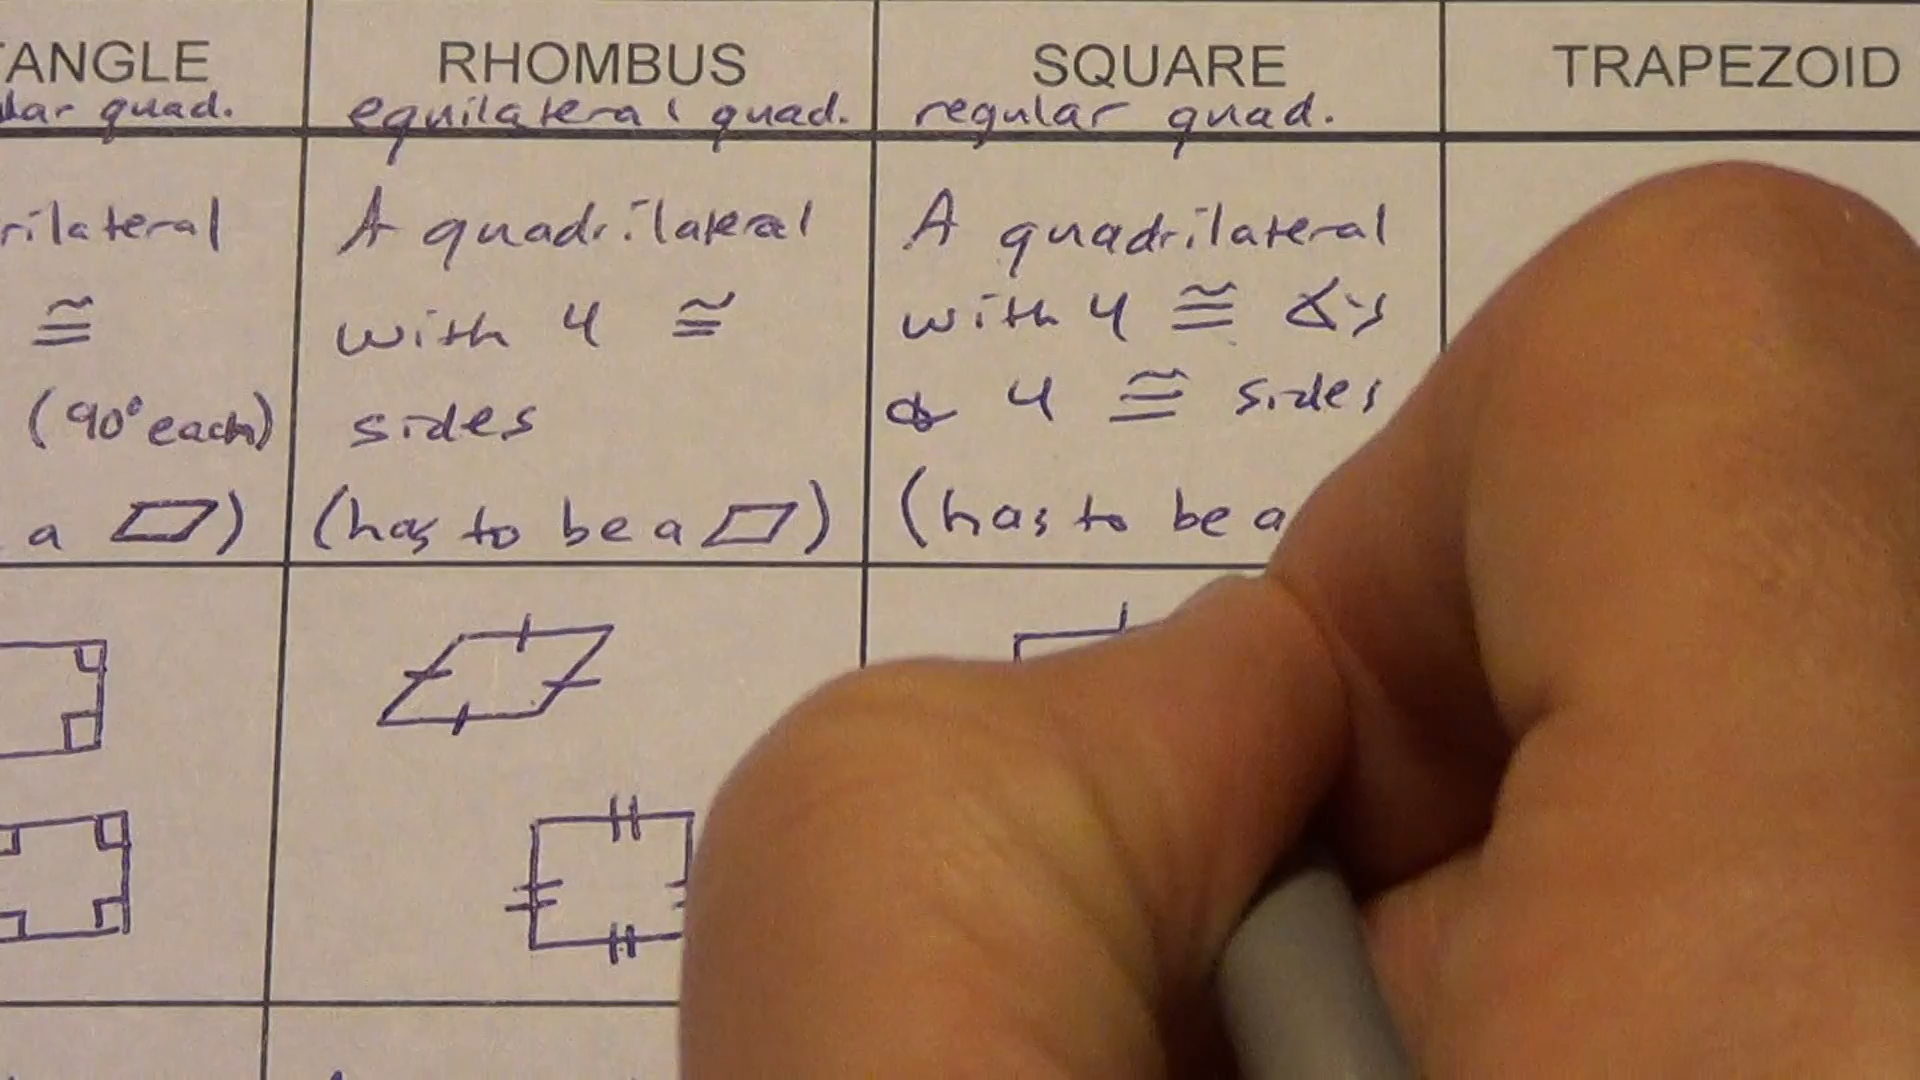 TANGLE RHOMBUS SQUARE TRAPEZOID
lar quad. equilateral quad. regular quad.
rilateral
≅
(90° each)
a ▱)
A quadrilateral
with 4 ≅
sides
(has to be a ▱)
A quadrilateral
with 4 ≅ ∡'s
& 4 ≅ sides
(has to be a